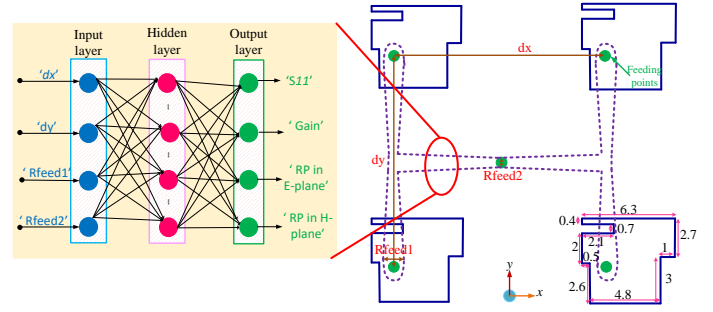 Input
layer
Hidden
layer
Output
layer
'dx'
'dy'
' Rfeed1'
' Rfeed2'
'S11'
' Gain'
' RP in
E-plane'
' RP in H-
plane'
dx
Feeding
points
dy
Rfeed2
Rfeed1
6.3
0.4
0.7
2.1
2
2.7
1
0.5
2.6
3
4.8
y
x